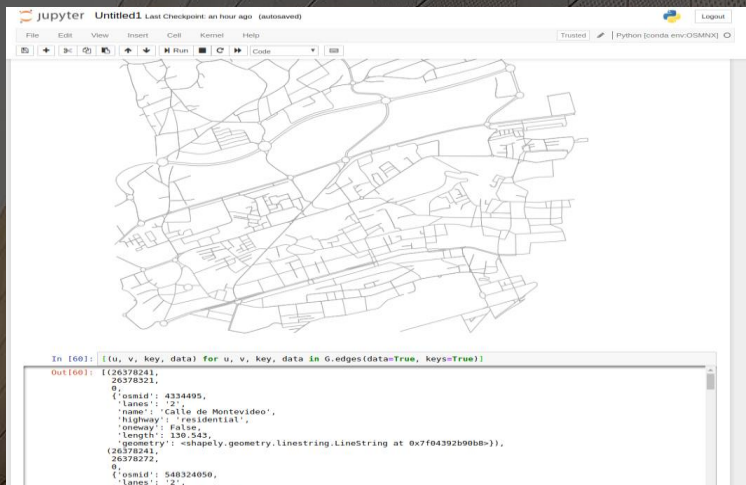 jupyter Untitled1 Last Checkpoint: an hour ago (autosaved)
Logout
File Edit View Insert Cell Kernel Help
Trusted Python [conda env:OSMNX]
Run Code
In [60]: [(u, v, key, data) for u, v, key, data in G.edges(data=True, keys=True)]
Out[60]: [(26378241,
26378321,
0,
{'osmid': 4334495,
'lanes': '2',
'name': 'Calle de Montevideo',
'highway': 'residential',
'oneway': False,
'length': 130.543,
'geometry': <shapely.geometry.linestring.LineString at 0x7f04392b90b8>}),
(26378241,
26378272,
0,
{'osmid': 548324050,
'lanes': '2',